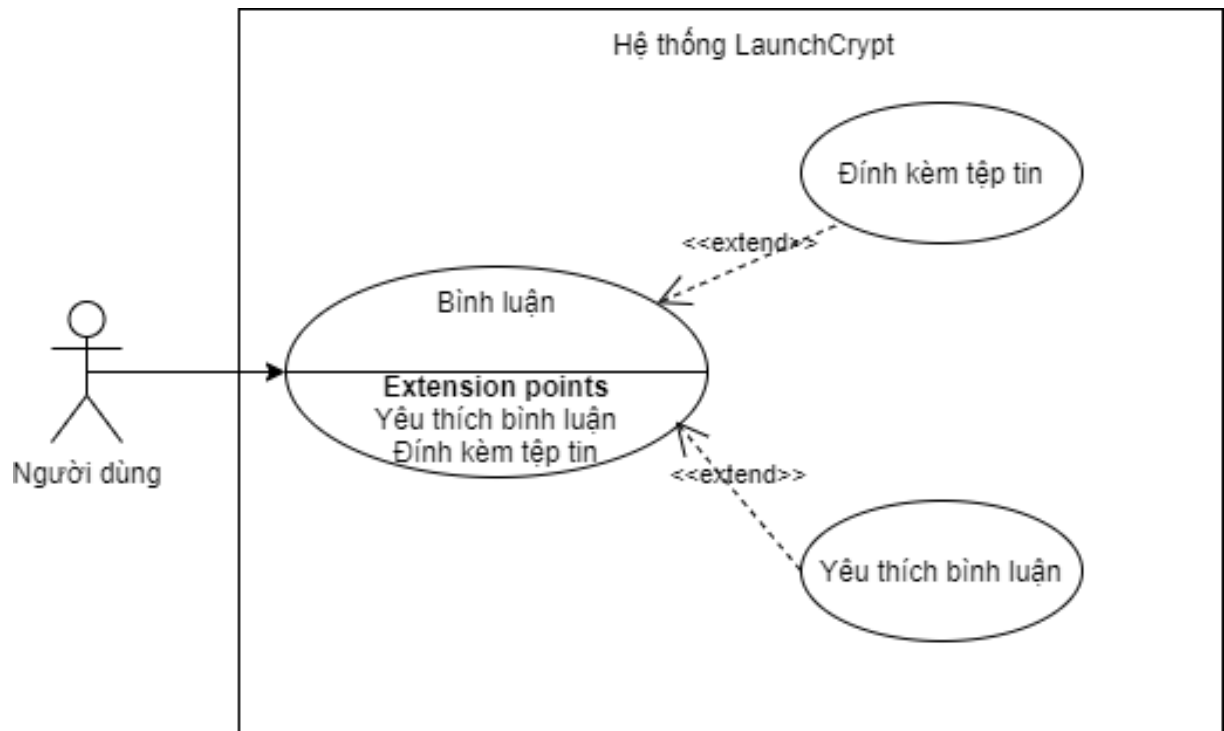 Hệ thống LaunchCrypt
Đính kèm tệp tin
<<extend>>
Bình luận
Extension points
Yêu thích bình luận
Đính kèm tệp tin
<<extend>>
Người dùng
Yêu thích bình luận